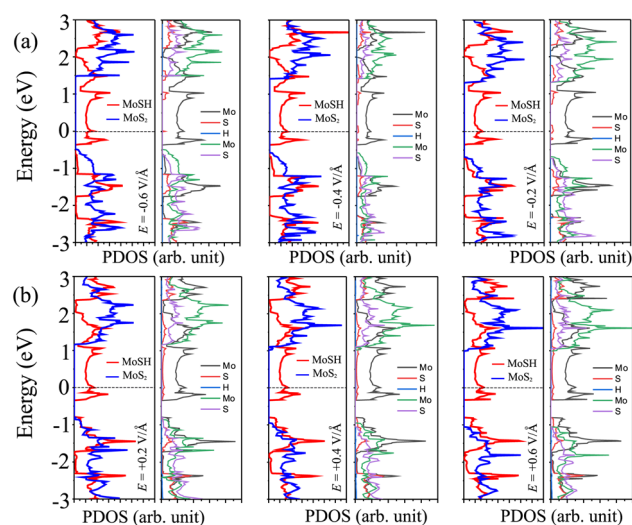 (a)
Energy (eV)
3
2
1
0
-1
-2
-3
MoSH
MoS₂
E = -0.6 V/Å
Mo
S
H
Mo
S
MoSH
MoS₂
E = -0.4 V/Å
Mo
S
H
Mo
S
MoSH
MoS₂
E = -0.2 V/Å
Mo
S
H
Mo
S
PDOS (arb. unit)
PDOS (arb. unit)
PDOS (arb. unit)
(b)
Energy (eV)
3
2
1
0
-1
-2
-3
MoSH
MoS₂
E = +0.2 V/Å
Mo
S
H
Mo
S
MoSH
MoS₂
E = +0.4 V/Å
Mo
S
H
Mo
S
MoSH
MoS₂
E = +0.6 V/Å
Mo
S
H
Mo
S
PDOS (arb. unit)
PDOS (arb. unit)
PDOS (arb. unit)